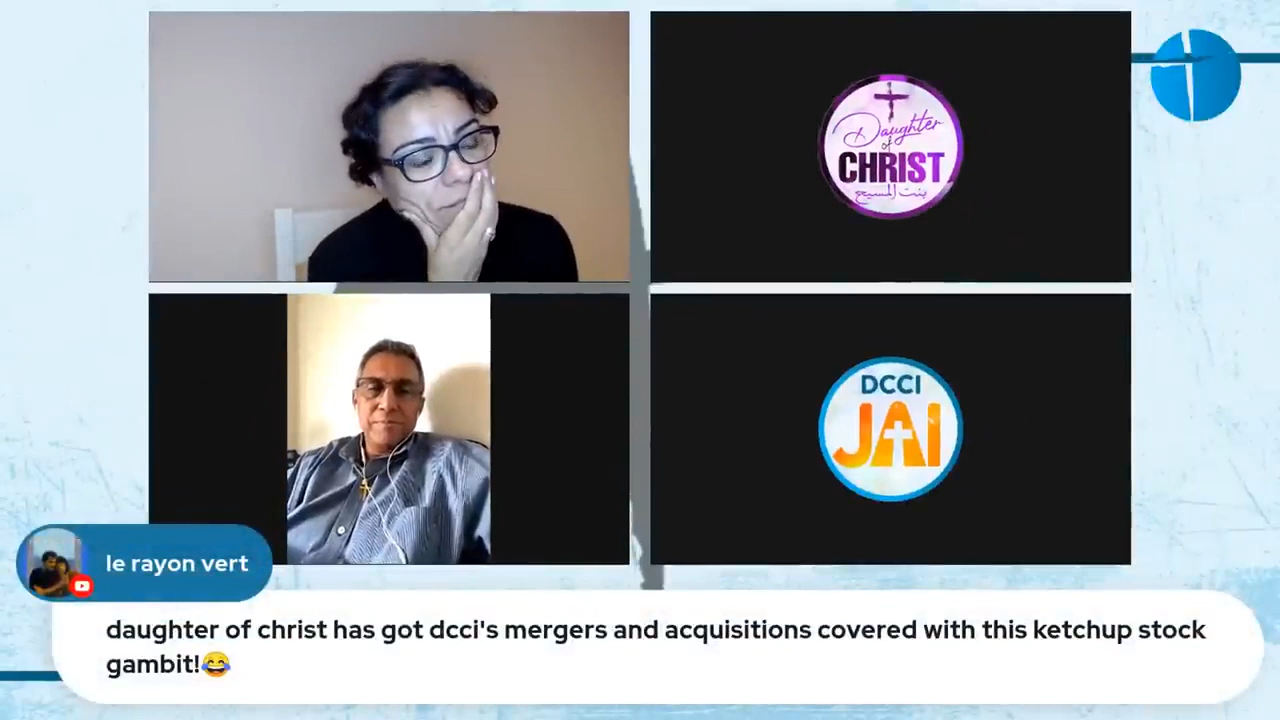 Daughter
of
CHRIST
بنت المسيح
DCCI
JAI
le rayon vert
daughter of christ has got dcci's mergers and acquisitions covered with this ketchup stock
gambit!😂